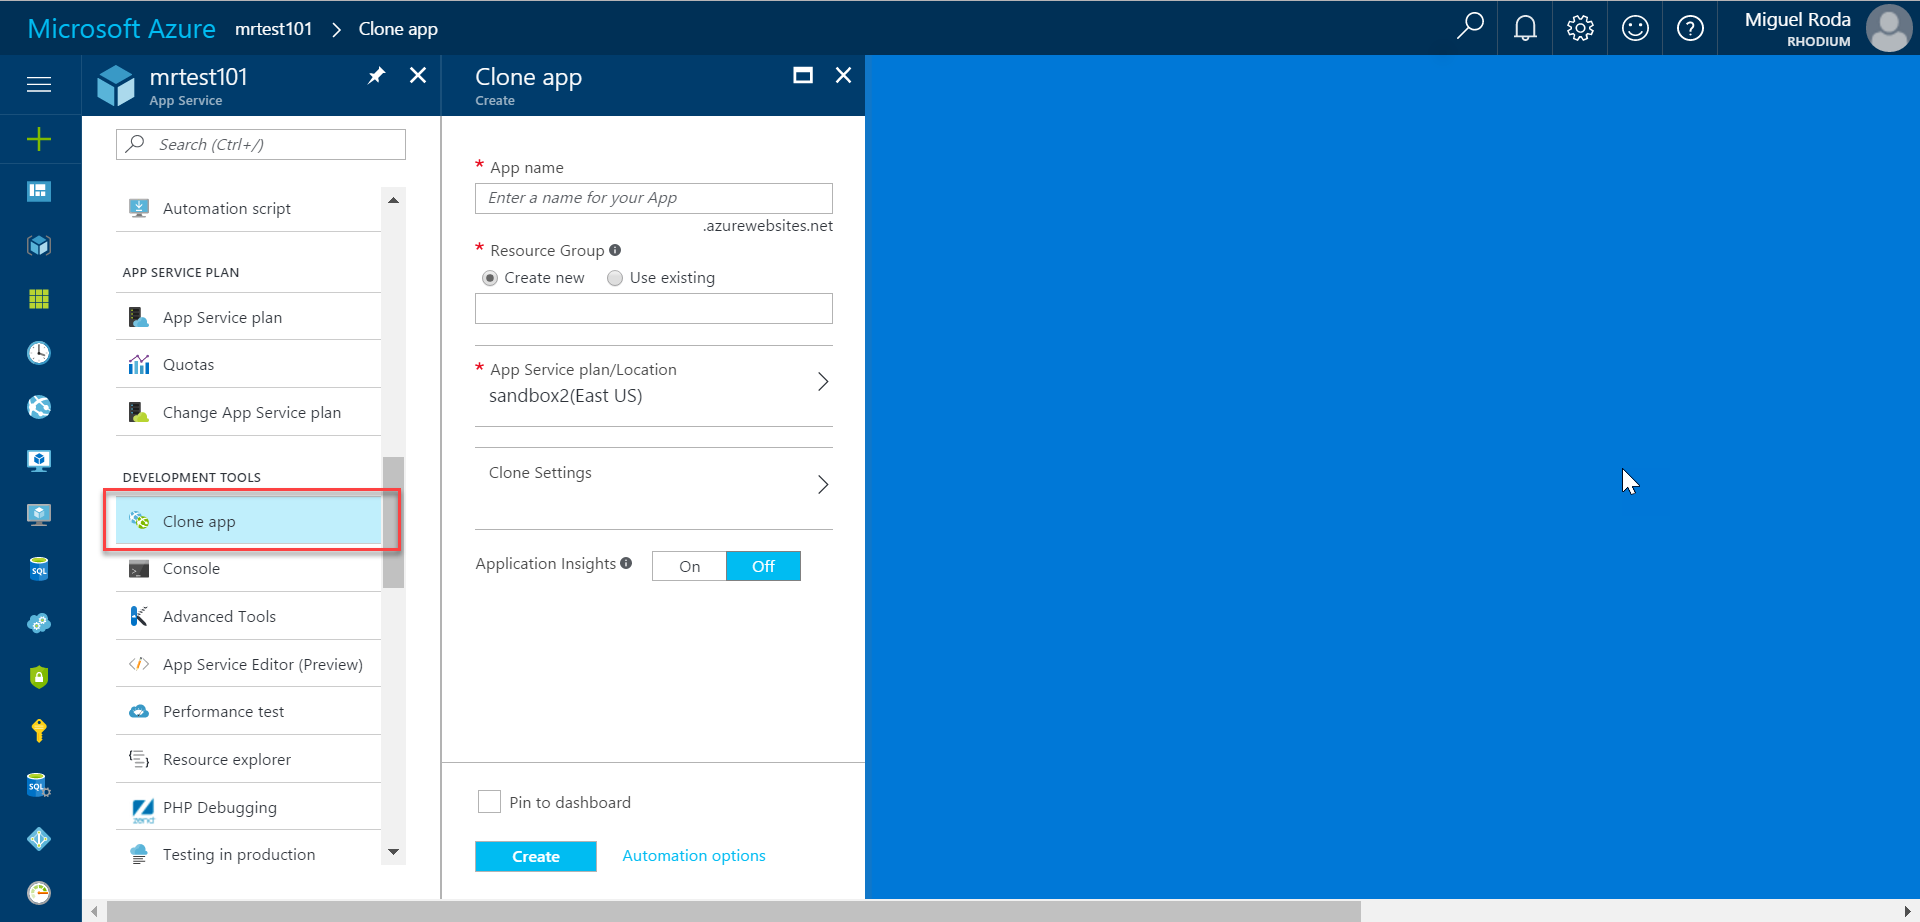 Microsoft Azure mrtest101 > Clone app
Miguel Roda
RHODIUM
mrtest101
App Service
Search (Ctrl+/)
Automation script
APP SERVICE PLAN
App Service plan
Quotas
Change App Service plan
DEVELOPMENT TOOLS
Clone app
Console
Advanced Tools
App Service Editor (Preview)
Performance test
Resource explorer
PHP Debugging
Testing in production
SQL
SQL
zend
Clone app
Create
* App name
Enter a name for your App
.azurewebsites.net
* Resource Group
Create new Use existing
* App Service plan/Location
sandbox2(East US)
Clone Settings
Application Insights On Off
Pin to dashboard
Create Automation options